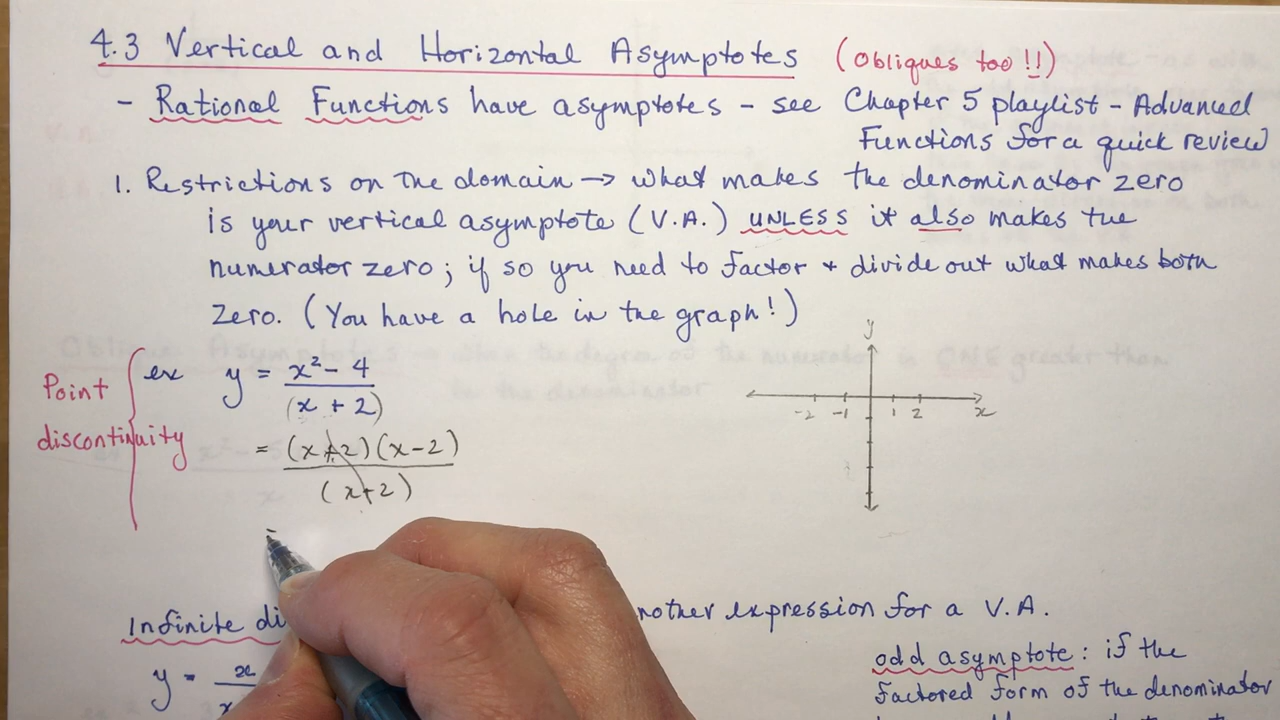 4.3 Vertical and Horizontal Asymptotes (Obliques too !!)
- Rational Functions have asymptotes - see Chapter 5 playlist - Advanced
Functions for a quick review
1. Restrictions on the domain → what makes the denominator zero
is your vertical asymptote (V.A.) UNLESS it also makes the
numerator zero; if so you need to factor + divide out what makes both
zero. (You have a hole in the graph!)
Point
discontinuity
ex y = x² - 4
(x + 2)
= (x+2)(x-2)
(x+2)
=
y
-2 -1 1 2 x
Infinite di
nother expression for a V.A.
y = x
x
odd asymptote: if the
factored form of the denominator